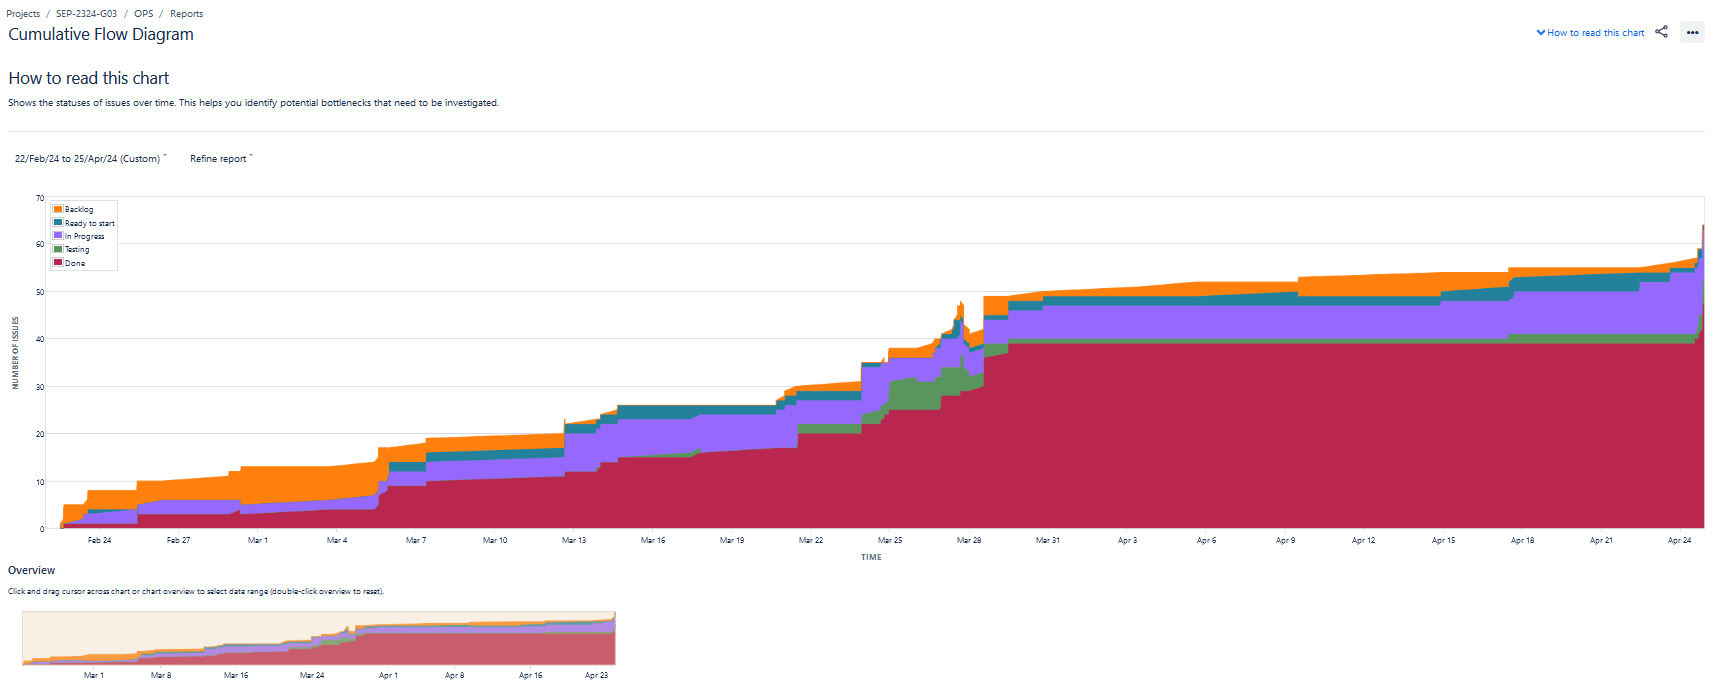 Projects / SEP-2324-G03 / OPS / Reports
Cumulative Flow Diagram
How to read this chart
How to read this chart
Shows the statuses of issues over time. This helps you identify potential bottlenecks that need to be investigated.
22/Feb/24 to 25/Apr/24 (Custom) Refine report
70
60
50
40
30
20
10
0
NUMBER OF ISSUES
Backlog
Ready to start
In Progress
Testing
Done
Feb 24 Feb 27 Mar 1 Mar 4 Mar 7 Mar 10 Mar 13 Mar 16 Mar 19 Mar 22 Mar 25 Mar 28 Mar 31 Apr 3 Apr 6 Apr 9 Apr 12 Apr 15 Apr 18 Apr 21 Apr 24
TIME
Overview
Click and drag cursor across chart or chart overview to select date range (double-click overview to reset).
Mar 1 Mar 8 Mar 16 Mar 24 Apr 1 Apr 8 Apr 16 Apr 23